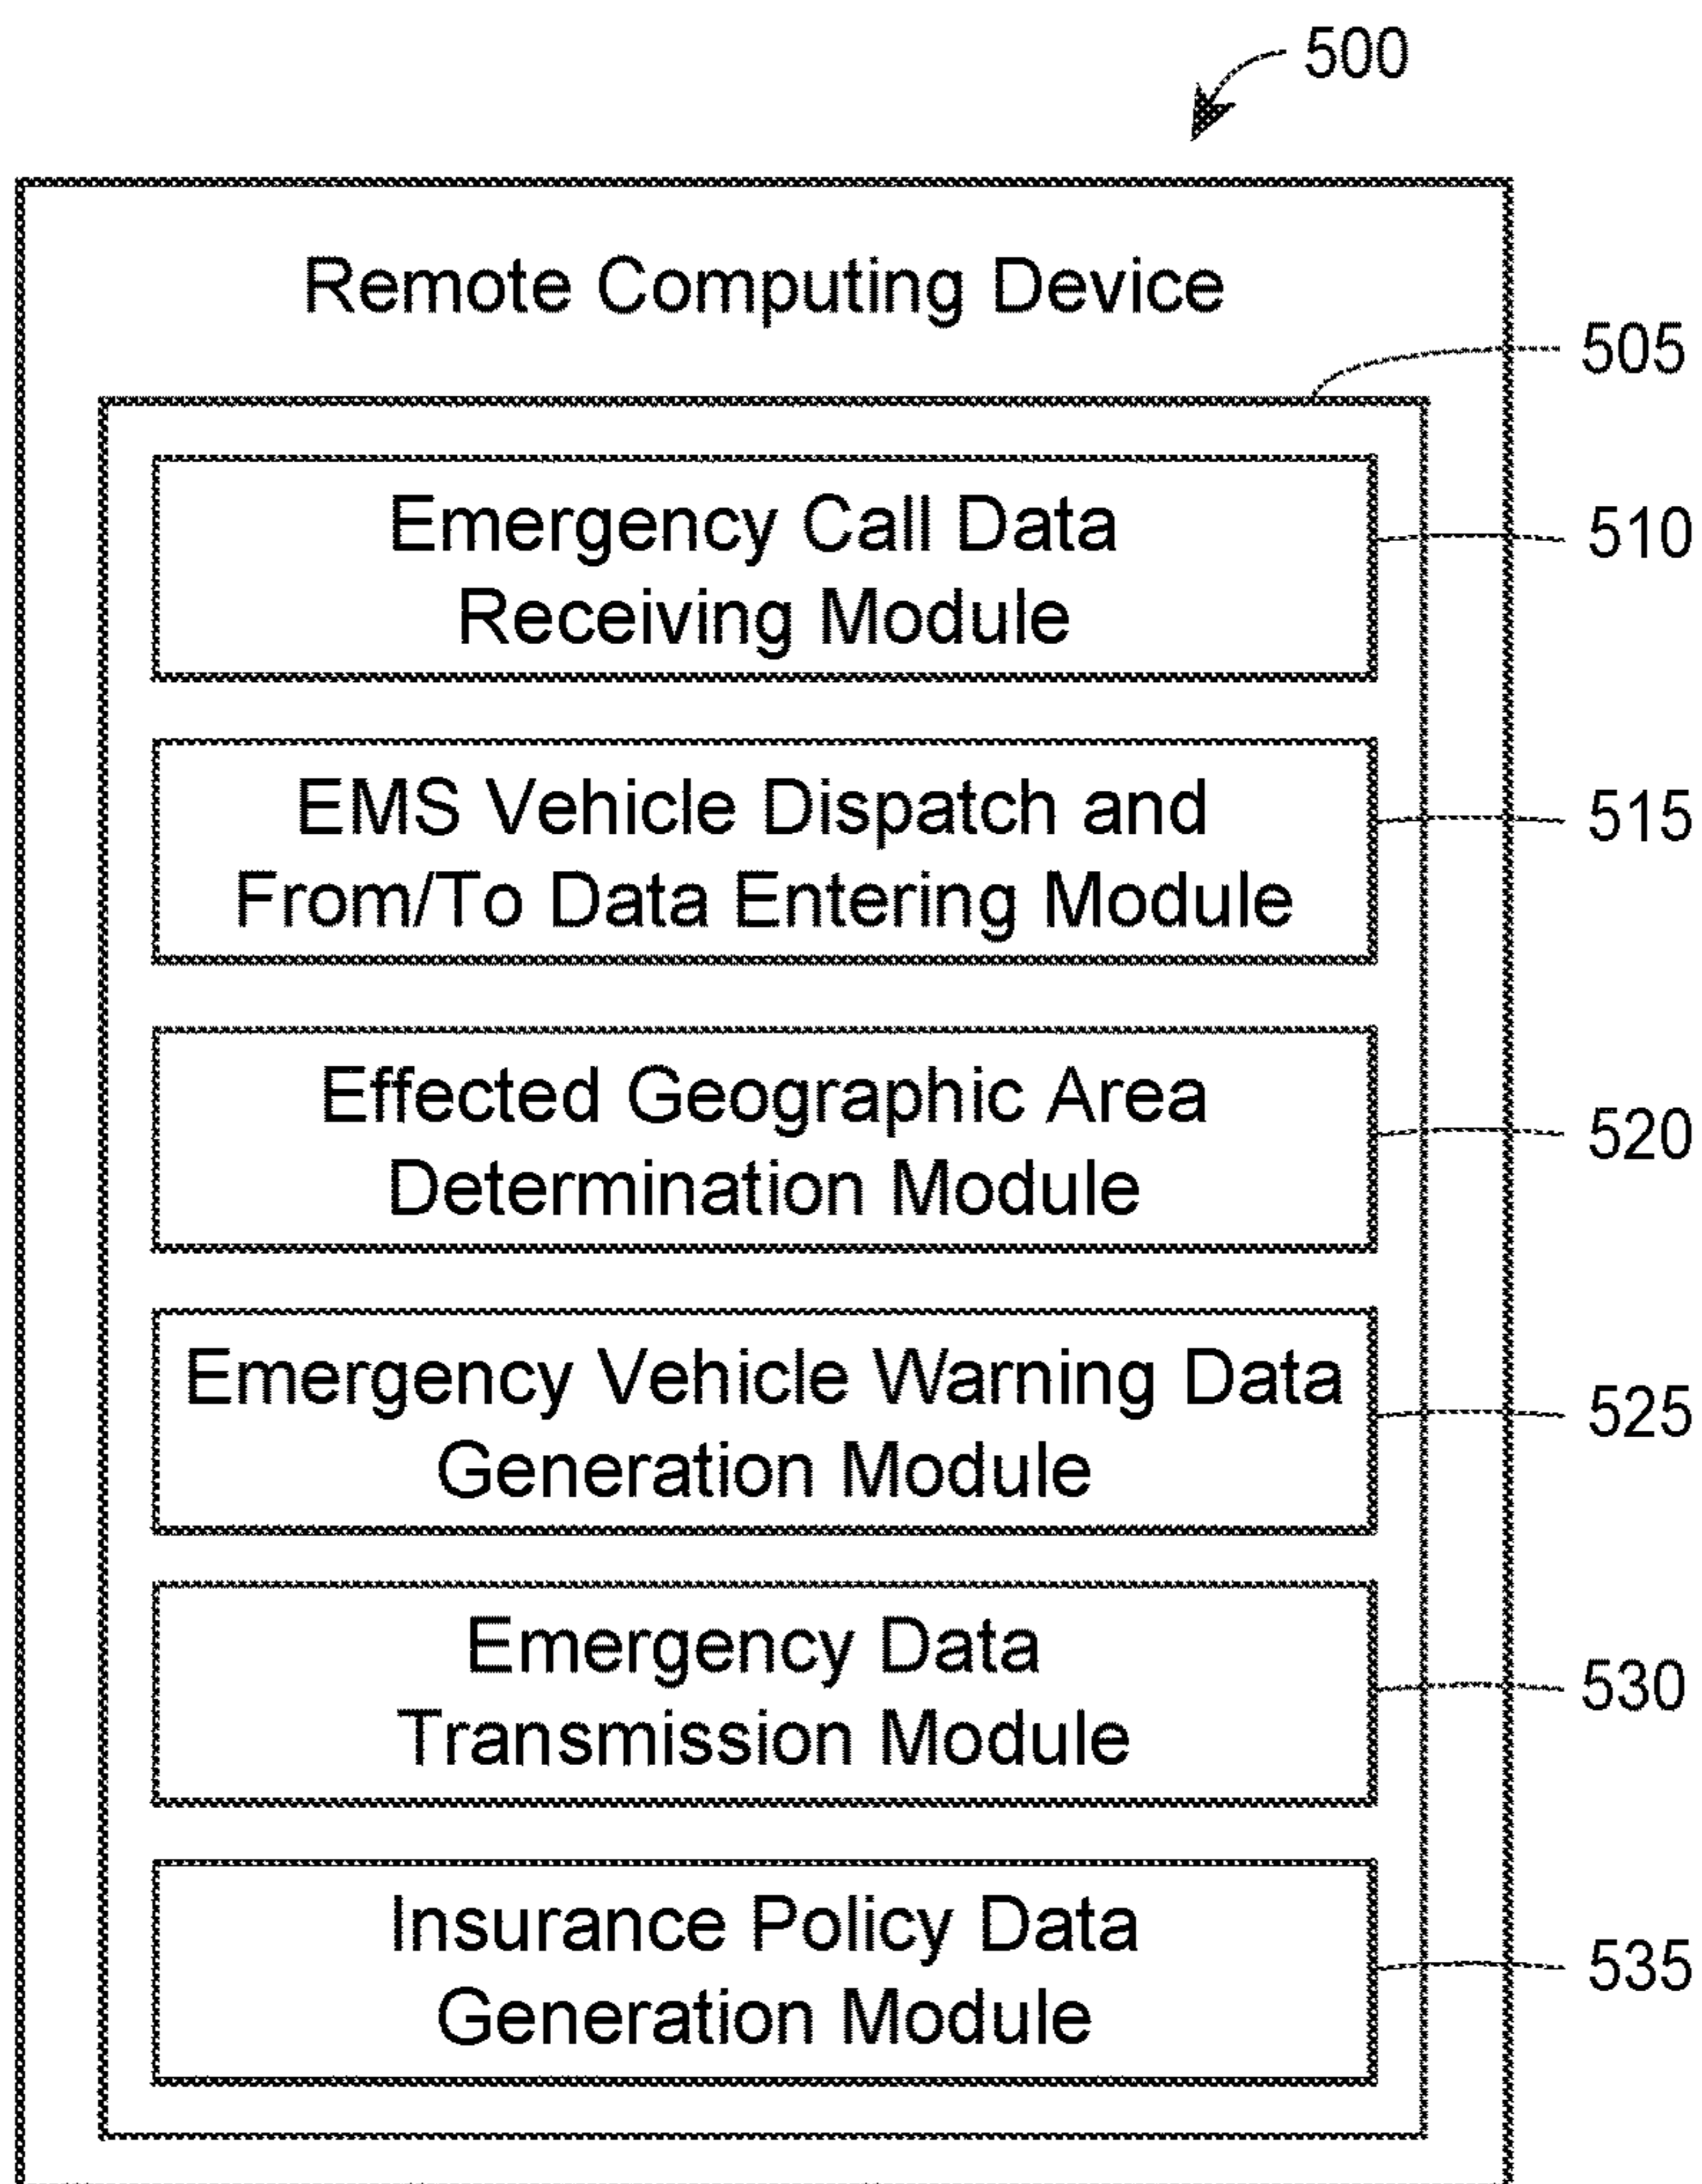 500
Remote Computing Device
505
Emergency Call Data
Receiving Module
510
EMS Vehicle Dispatch and
From/To Data Entering Module
515
Effected Geographic Area
Determination Module
520
Emergency Vehicle Warning Data
Generation Module
525
Emergency Data
Transmission Module
530
Insurance Policy Data
Generation Module
535